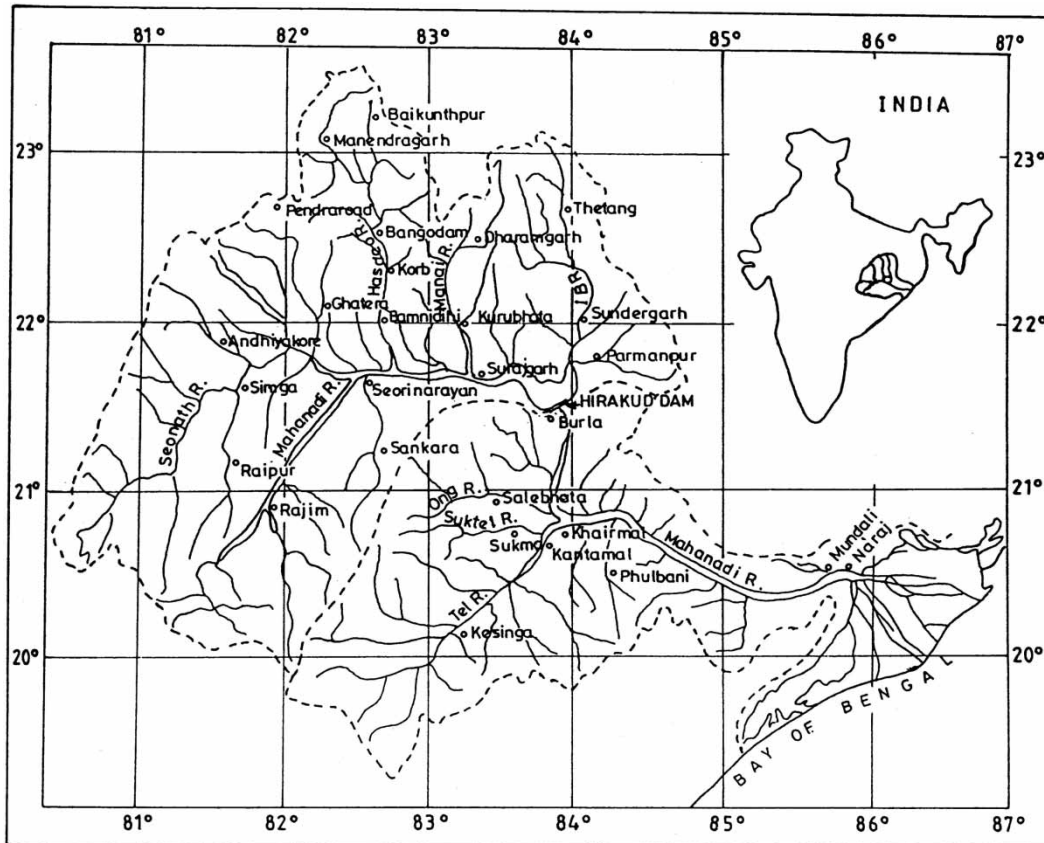 81° 82° 83° 84° 85° 86° 87°
INDIA
Baikunthpur
Manendragarh
23° 23°
Pendraroad
Thetang
Bangodam
Dharamgarh
Hasdeo R.
Korb
Manai R.
IB R.
Ghatera
Bamnidhi
Kurubhata
Sundergarh
22° 22°
Andhiyakore
Parmanpur
Surajgarh
Simga
Seorinarayan
HIRAKUD DAM
Burla
Seonath R.
Mahanadi R.
Sankara
Raipur
21° 21°
Ong R.
Salebhata
Rajim
Suktel R.
Sukma
Khairmal
Kantamal
Mahanadi R.
Mundali
Naraj
Phulbani
Tel R.
Kesinga
20° 20°
BAY OF BENGAL
81° 82° 83° 84° 85° 86° 87°